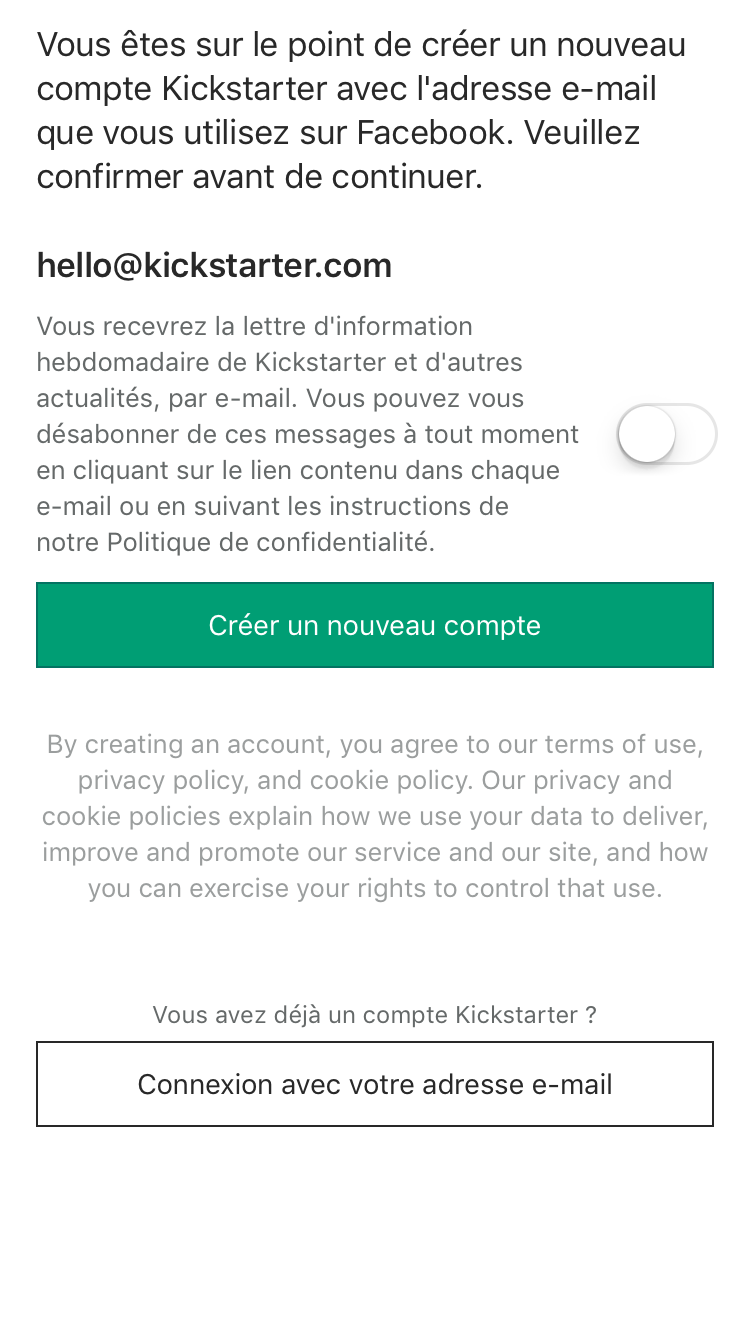 Vous êtes sur le point de créer un nouveau
compte Kickstarter avec l'adresse e-mail
que vous utilisez sur Facebook. Veuillez
confirmer avant de continuer.
hello@kickstarter.com
Vous recevrez la lettre d'information
hebdomadaire de Kickstarter et d'autres
actualités, par e-mail. Vous pouvez vous
désabonner de ces messages à tout moment
en cliquant sur le lien contenu dans chaque
e-mail ou en suivant les instructions de
notre Politique de confidentialité.
Créer un nouveau compte
By creating an account, you agree to our terms of use,
privacy policy, and cookie policy. Our privacy and
cookie policies explain how we use your data to deliver,
improve and promote our service and our site, and how
you can exercise your rights to control that use.
Vous avez déjà un compte Kickstarter ?
Connexion avec votre adresse e-mail